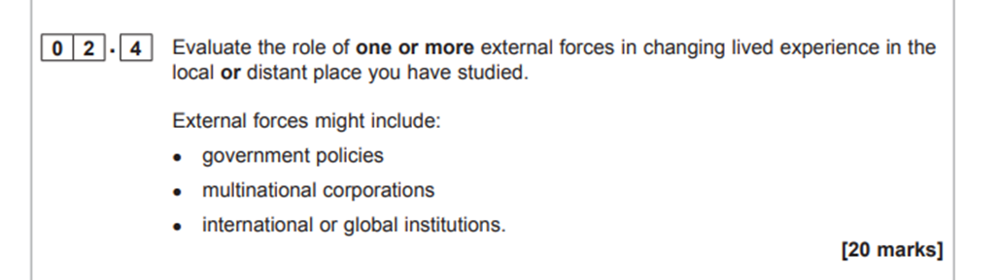 0 2 . 4 Evaluate the role of one or more external forces in changing lived experience in the
local or distant place you have studied.
External forces might include:
• government policies
• multinational corporations
• international or global institutions.
[20 marks]